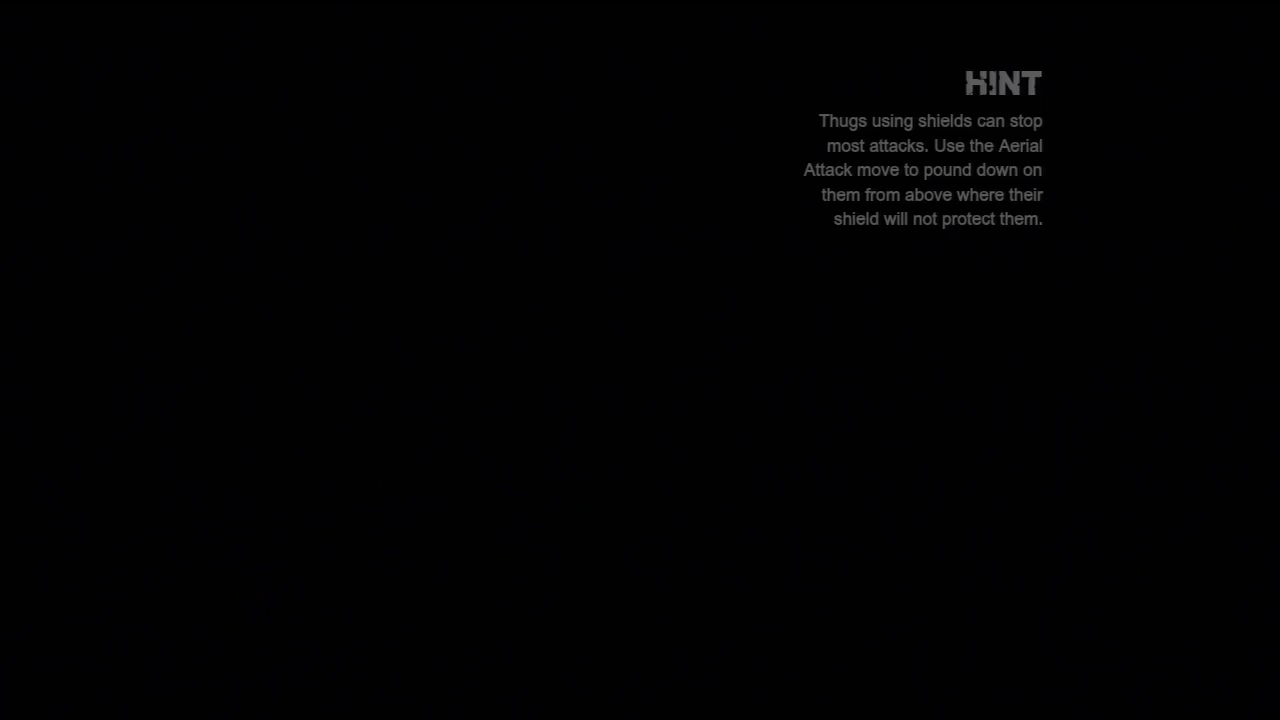 HINT
Thugs using shields can stop
most attacks. Use the Aerial
Attack move to pound down on
them from above where their
shield will not protect them.